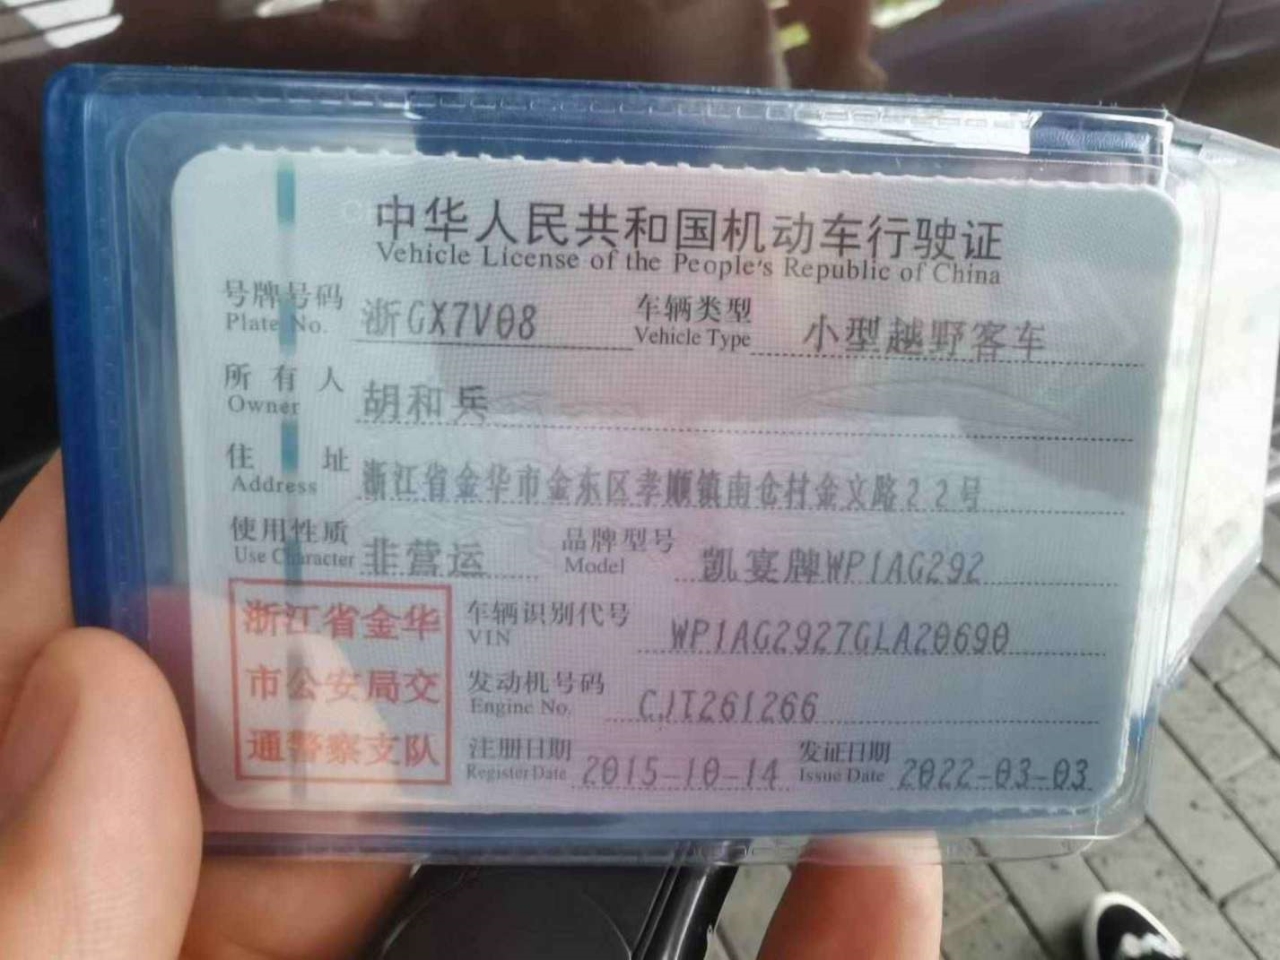 中华人民共和国机动车行驶证
Vehicle License of the People's Republic of China
号牌号码 浙GX7V08 车辆类型 小型越野客车
Plate No. Vehicle Type
所有人 胡和兵
Owner
住址 浙江省金华市金东区孝顺镇南仓村金文路22号
Address
使用性质 非营运 品牌型号 凯宴牌WP1AG292
Use Character Model
浙江省金华
市公安局交
通警察支队
车辆识别代号 WP1AG2927GLA20690
VIN
发动机号码 CJT261266
Engine No.
注册日期 2015-10-14 发证日期 2022-03-03
Register Date Issue Date